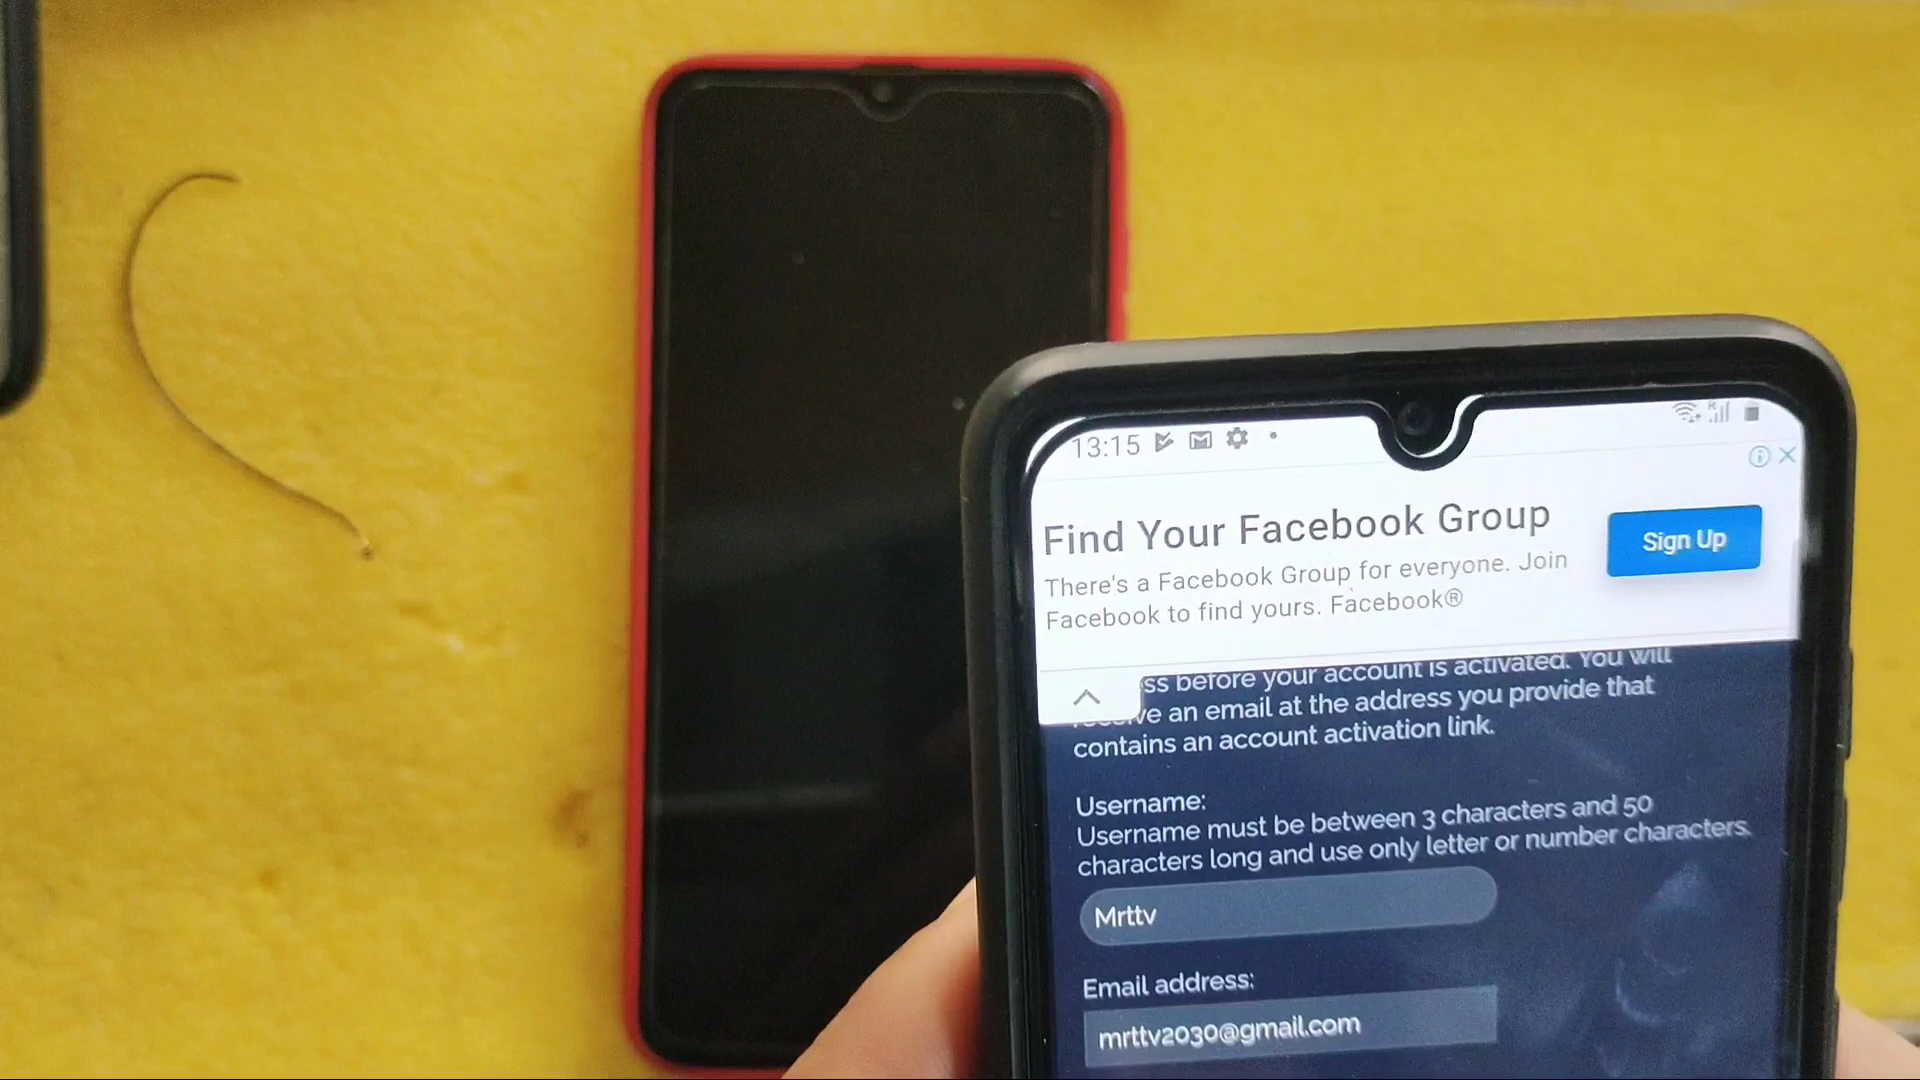 13:15
R
Find Your Facebook Group
There's a Facebook Group for everyone. Join
Facebook to find yours. Facebook®
Sign Up
ss before your account is activated. You will
ve an email at the address you provide that
contains an account activation link.
Username:
Username must be between 3 characters and 50
characters long and use only letter or number characters.
Mrttv
Email address:
mrttv2030@gmail.com